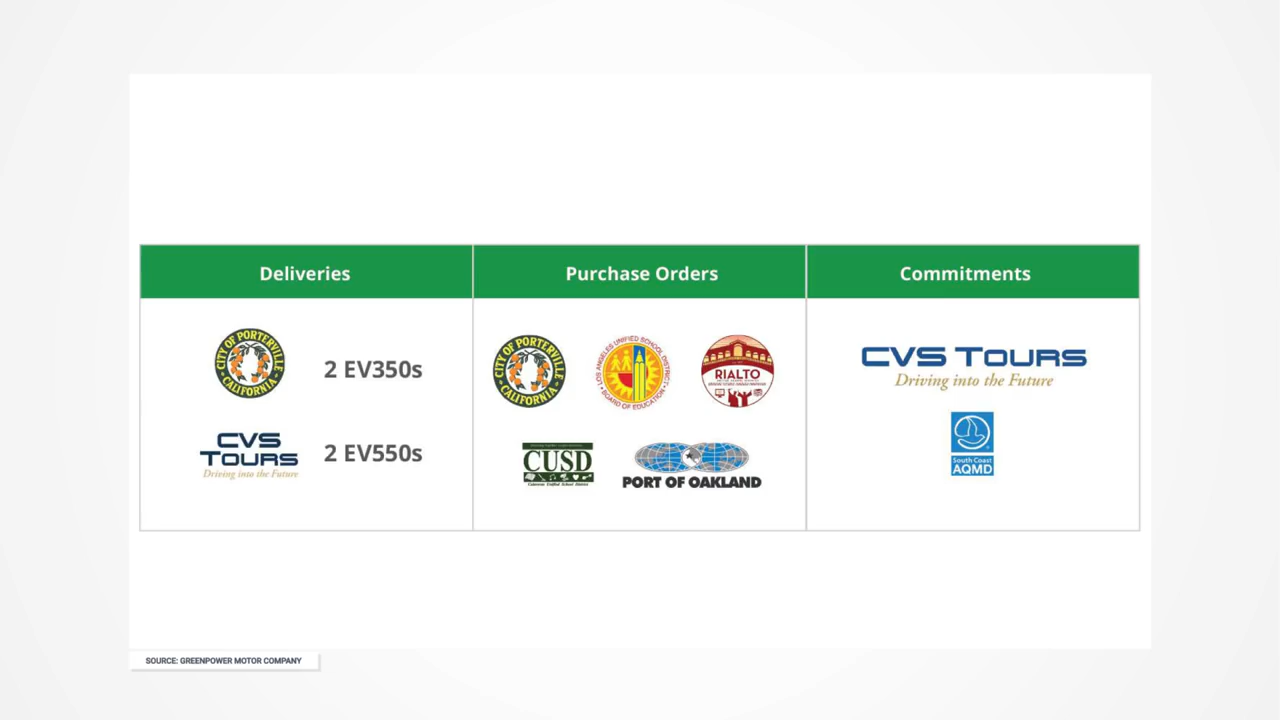 Deliveries
Purchase Orders
Commitments
CITY OF PORTERVILLE
CALIFORNIA
2 EV350s
CVS
TOURS
Driving into the Future
2 EV550s
CITY OF PORTERVILLE
CALIFORNIA
LOS ANGELES UNIFIED SCHOOL DISTRICT
BOARD OF EDUCATION
RIALTO
CUSD
PORT OF OAKLAND
CVS TOURS
Driving into the Future
South Coast
AQMD
SOURCE: GREENPOWER MOTOR COMPANY